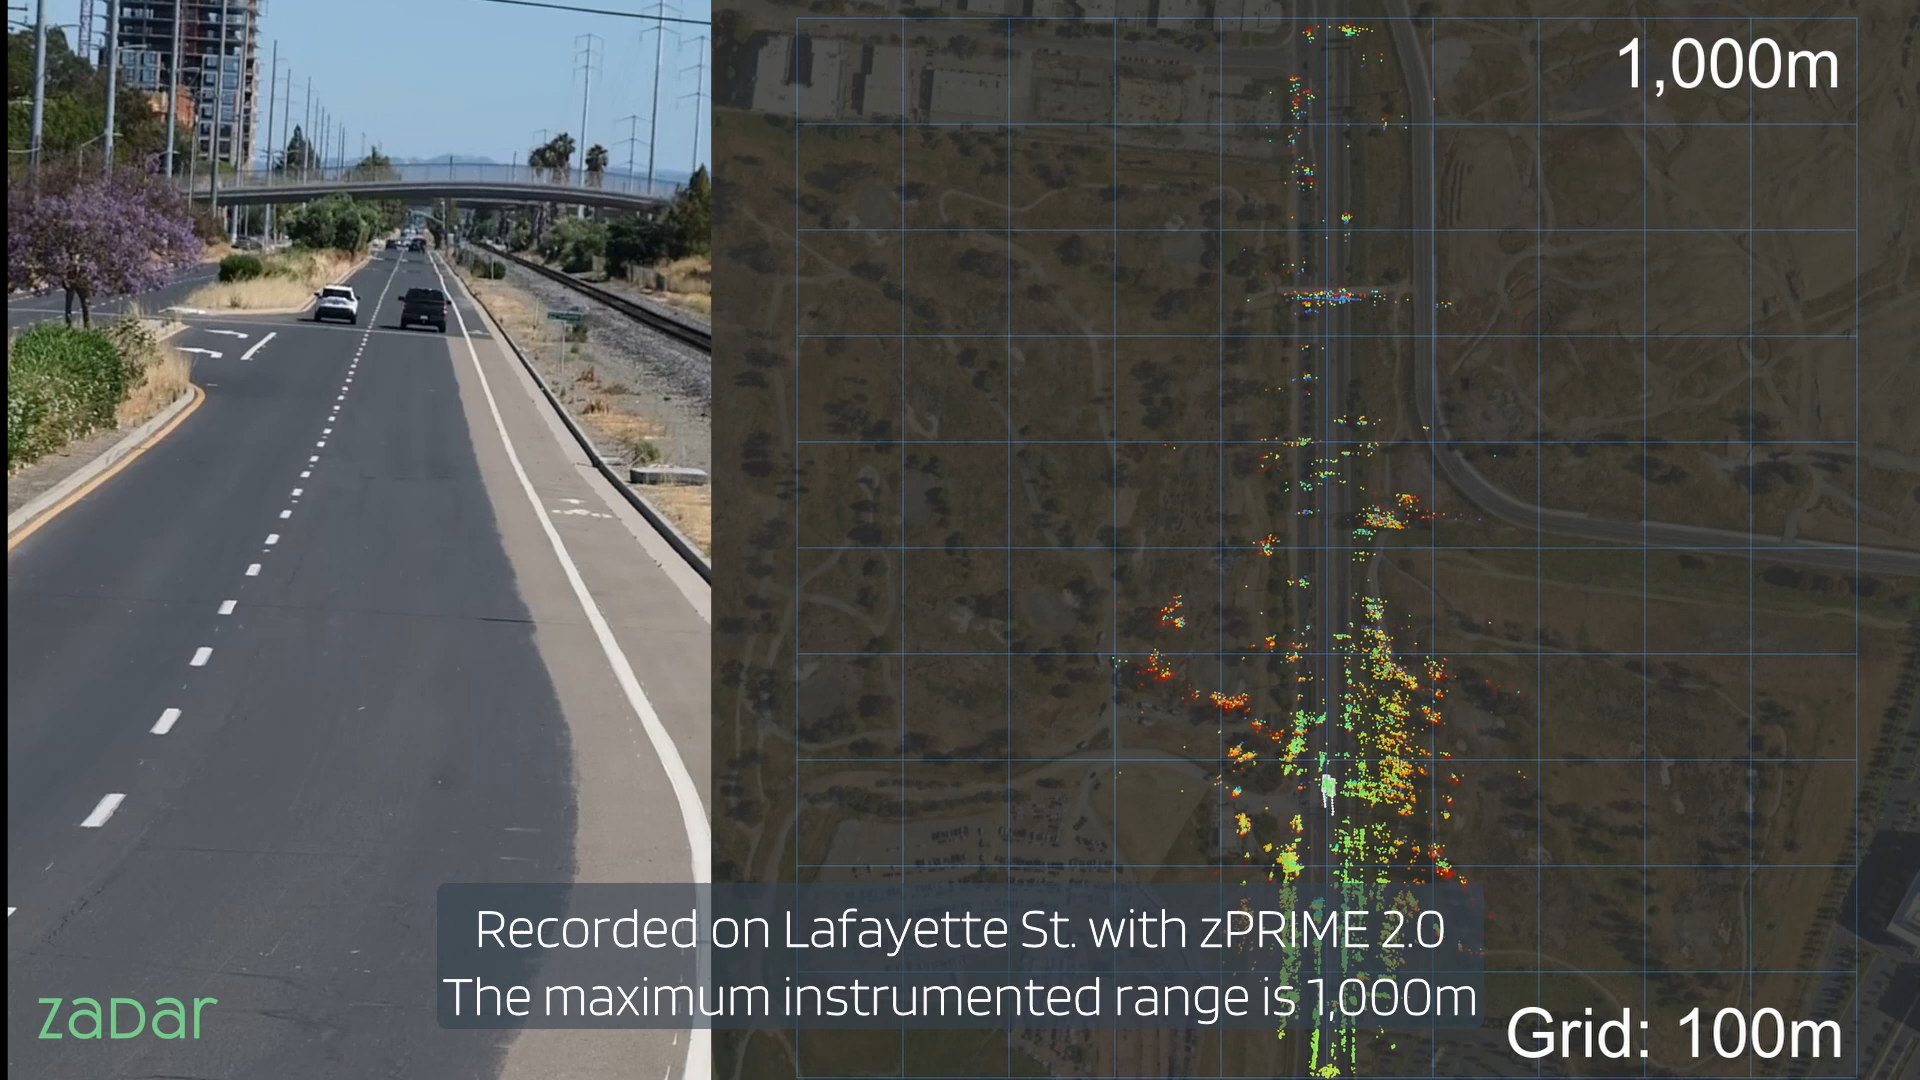 1,000m
Recorded on Lafayette St. with zPRIME 2.0
The maximum instrumented range is 1,000m
zaDar
Grid: 100m